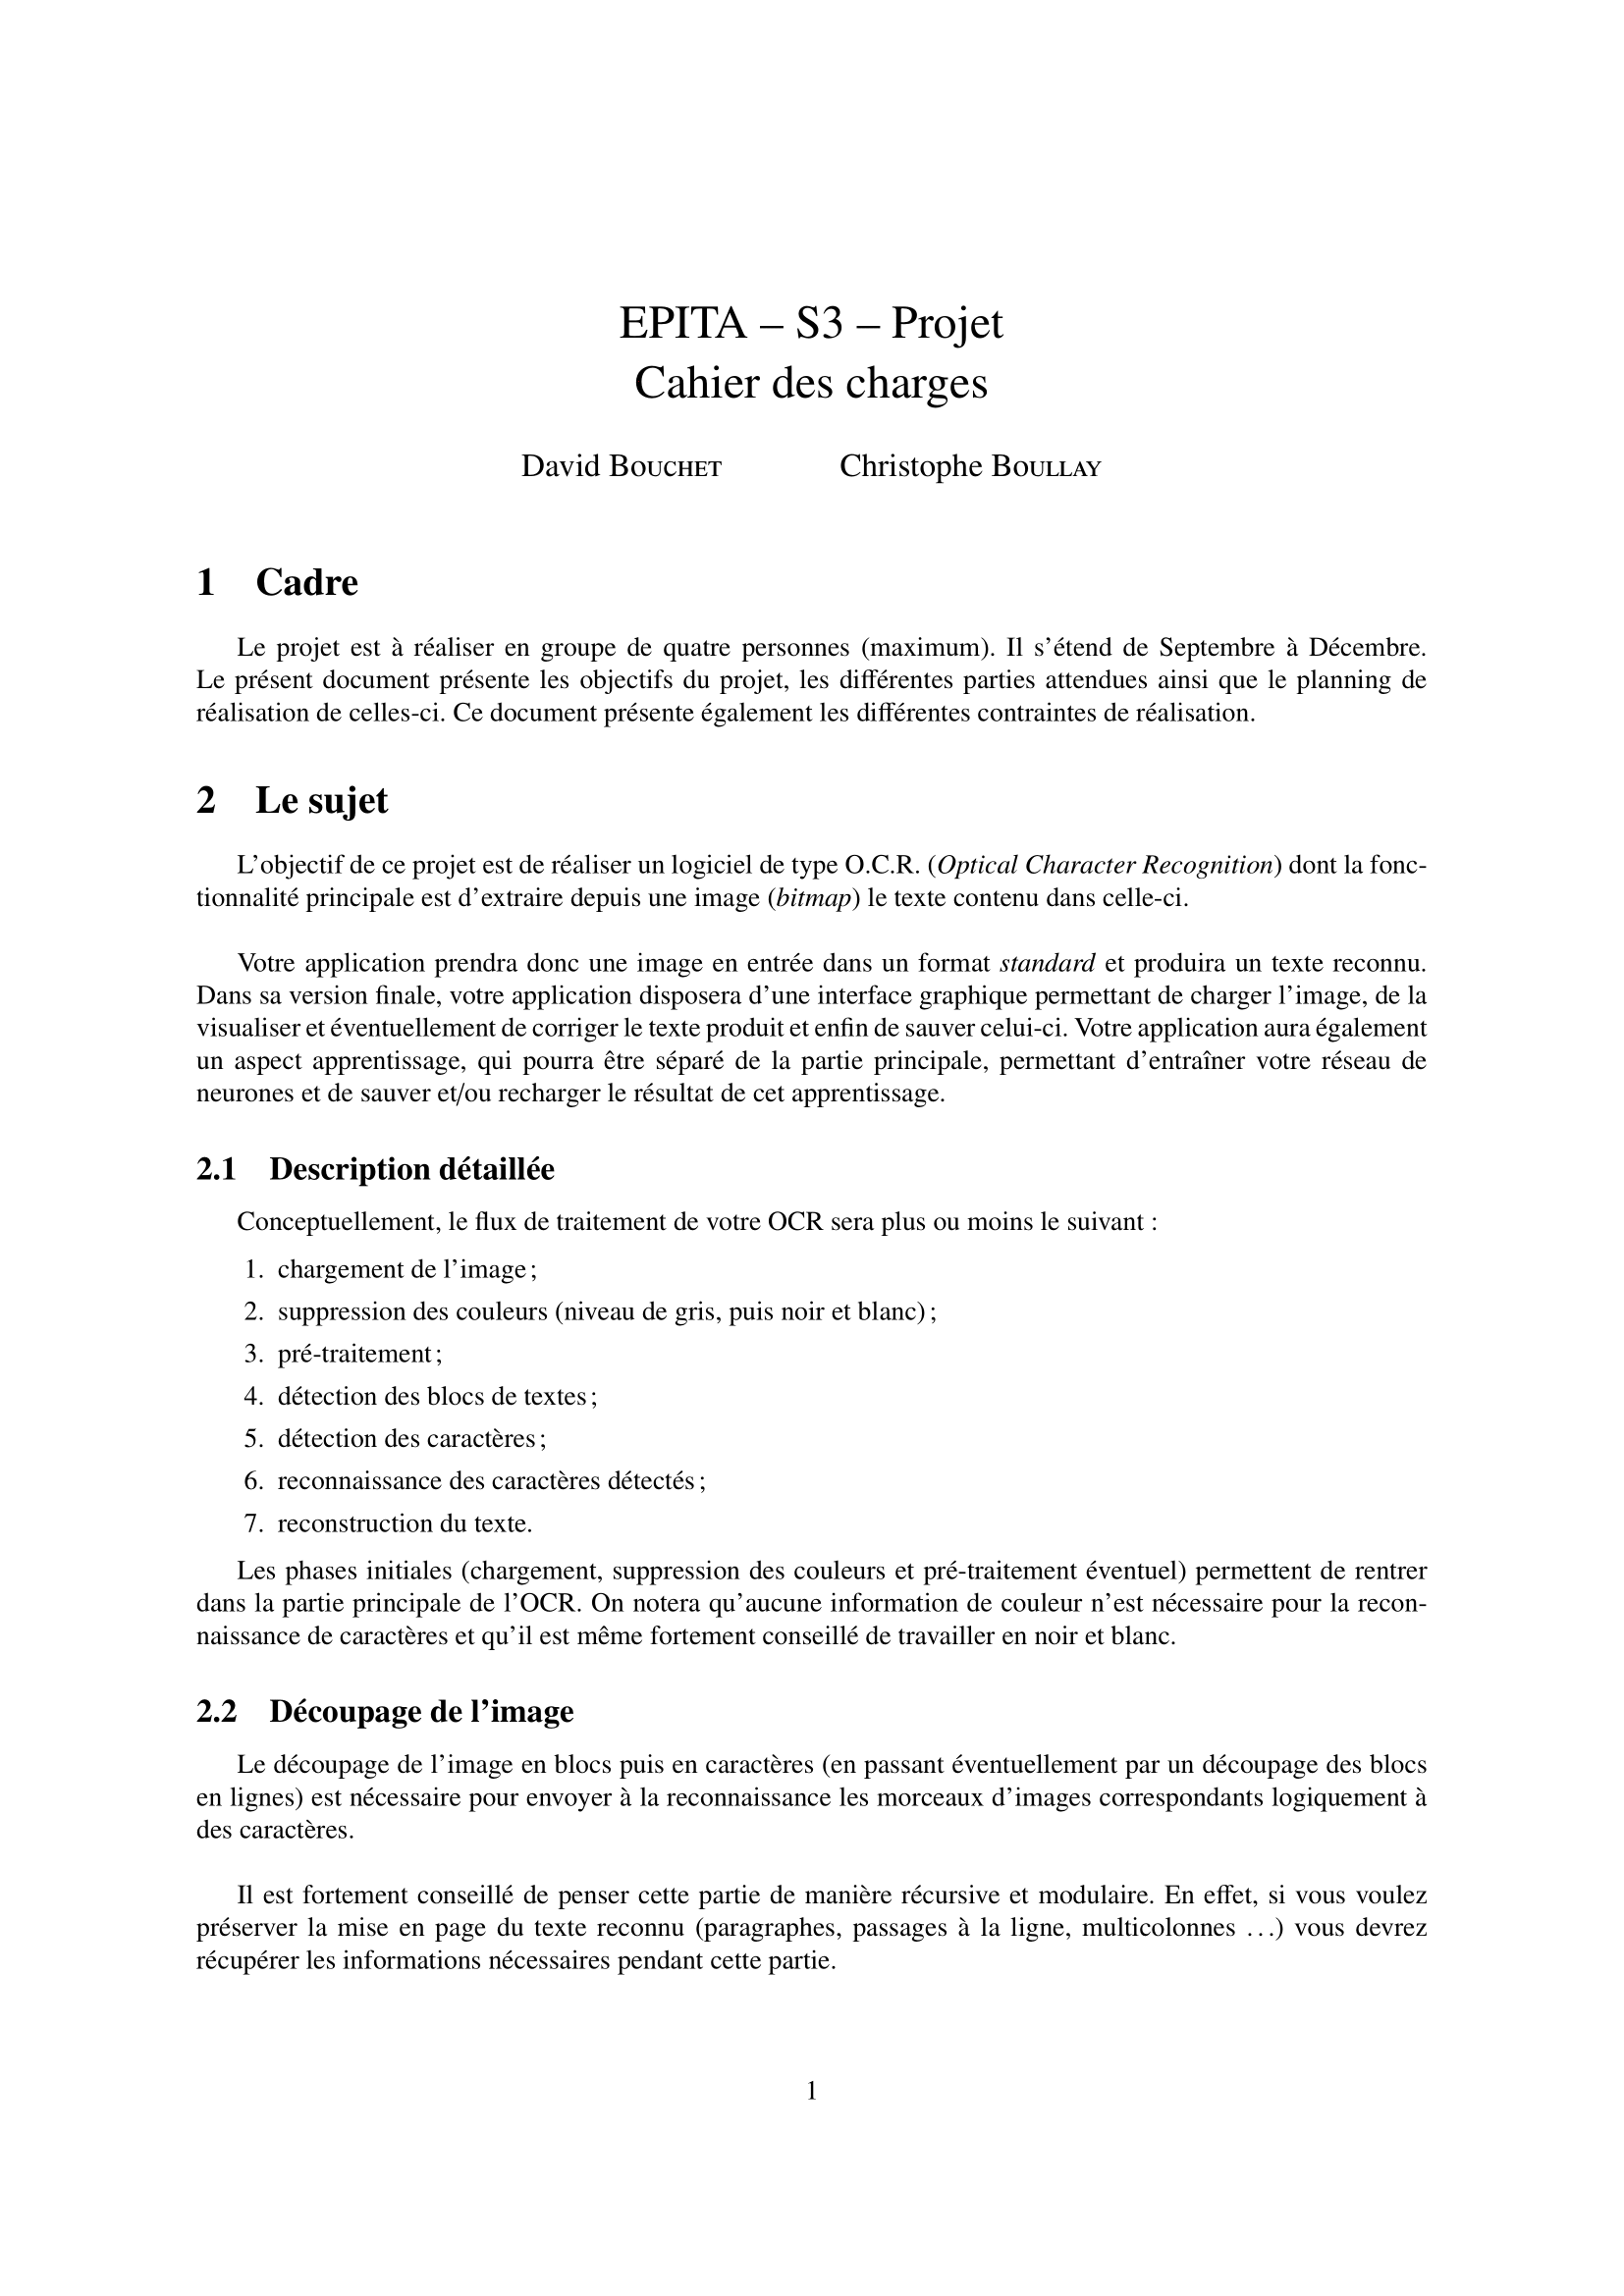 EPITA – S3 – Projet
Cahier des charges
David Bouchet Christophe Boullay
1 Cadre
Le projet est à réaliser en groupe de quatre personnes (maximum). Il s’étend de Septembre à Décembre.
Le présent document présente les objectifs du projet, les différentes parties attendues ainsi que le planning de
réalisation de celles-ci. Ce document présente également les différentes contraintes de réalisation.
2 Le sujet
L’objectif de ce projet est de réaliser un logiciel de type O.C.R. (Optical Character Recognition) dont la fonc-
tionnalité principale est d’extraire depuis une image (bitmap) le texte contenu dans celle-ci.
Votre application prendra donc une image en entrée dans un format standard et produira un texte reconnu.
Dans sa version finale, votre application disposera d’une interface graphique permettant de charger l’image, de la
visualiser et éventuellement de corriger le texte produit et enfin de sauver celui-ci. Votre application aura également
un aspect apprentissage, qui pourra être séparé de la partie principale, permettant d’entraîner votre réseau de
neurones et de sauver et/ou recharger le résultat de cet apprentissage.
2.1 Description détaillée
Conceptuellement, le flux de traitement de votre OCR sera plus ou moins le suivant :
1. chargement de l’image ;
2. suppression des couleurs (niveau de gris, puis noir et blanc) ;
3. pré-traitement ;
4. détection des blocs de textes ;
5. détection des caractères ;
6. reconnaissance des caractères détectés ;
7. reconstruction du texte.
Les phases initiales (chargement, suppression des couleurs et pré-traitement éventuel) permettent de rentrer
dans la partie principale de l’OCR. On notera qu’aucune information de couleur n’est nécessaire pour la recon-
naissance de caractères et qu’il est même fortement conseillé de travailler en noir et blanc.
2.2 Découpage de l’image
Le découpage de l’image en blocs puis en caractères (en passant éventuellement par un découpage des blocs
en lignes) est nécessaire pour envoyer à la reconnaissance les morceaux d’images correspondants logiquement à
des caractères.
Il est fortement conseillé de penser cette partie de manière récursive et modulaire. En effet, si vous voulez
préserver la mise en page du texte reconnu (paragraphes, passages à la ligne, multicolonnes …) vous devrez
récupérer les informations nécessaires pendant cette partie.
1